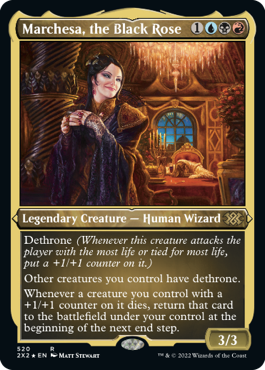 Marchesa, the Black Rose 1
Legendary Creature — Human Wizard
2X2
Dethrone (Whenever this creature attacks the
player with the most life or tied for most life,
put a +1/+1 counter on it.)
Other creatures you control have dethrone.
Whenever a creature you control with a
+1/+1 counter on it dies, return that card
to the battlefield under your control at the
beginning of the next end step.
3/3
520 R
2X2 ★ EN MATT STEWART
™ & © 2022 Wizards of the Coast